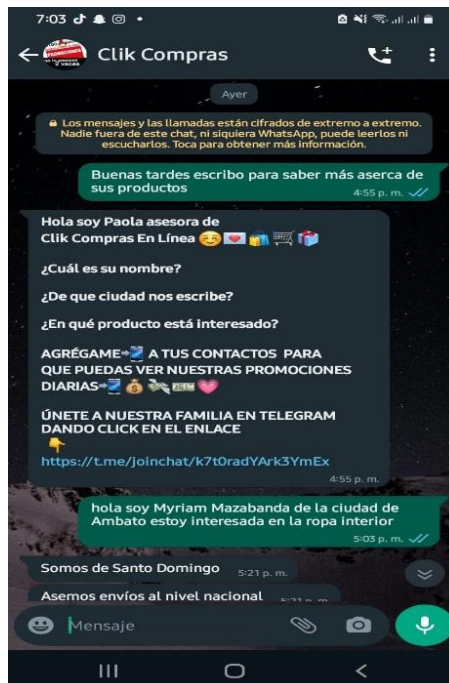 7:03
Clik Compras
Ayer
Los mensajes y las llamadas están cifrados de extremo a extremo.
Nadie fuera de este chat, ni siquiera WhatsApp, puede leerlos ni
escucharlos. Toca para obtener más información.
Buenas tardes escribo para saber más aserca de
sus productos
4:55 p. m.
Hola soy Paola asesora de
Clik Compras En Línea
¿Cuál es su nombre?
¿De que ciudad nos escribe?
¿En qué producto está interesado?
AGRÉGAME A TUS CONTACTOS PARA
QUE PUEDAS VER NUESTRAS PROMOCIONES
DIARIAS
ÚNETE A NUESTRA FAMILIA EN TELEGRAM
DANDO CLICK EN EL ENLACE
https://t.me/joinchat/k7t0radYArk3YmEx
4:55 p. m.
hola soy Myriam Mazabanda de la ciudad de
Ambato estoy interesada en la ropa interior
5:03 p. m.
Somos de Santo Domingo
5:21 p. m.
Asemos envíos al nivel nacional
Mensaje